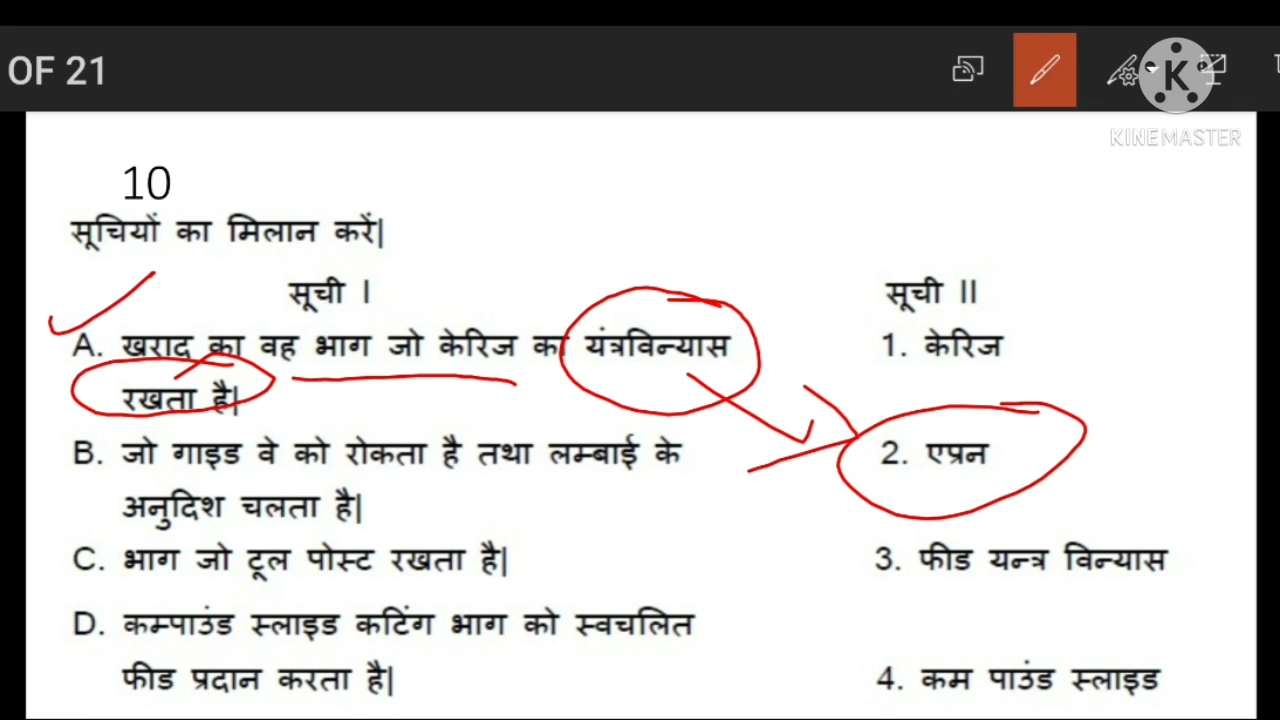 OF 21
K
KINEMASTER
10
सूचियों का मिलान करें|
सूची I
सूची II
A. खराद का वह भाग जो केरिज का यंत्रविन्यास
1. केरिज
रखता है|
B. जो गाइड वे को रोकता है तथा लम्बाई के
2. एप्रन
अनुदिश चलता है|
C. भाग जो टूल पोस्ट रखता है|
3. फीड यन्त्र विन्यास
D. कम्पाउंड स्लाइड कटिंग भाग को स्वचलित
फीड प्रदान करता है|
4. कम पाउंड स्लाइड